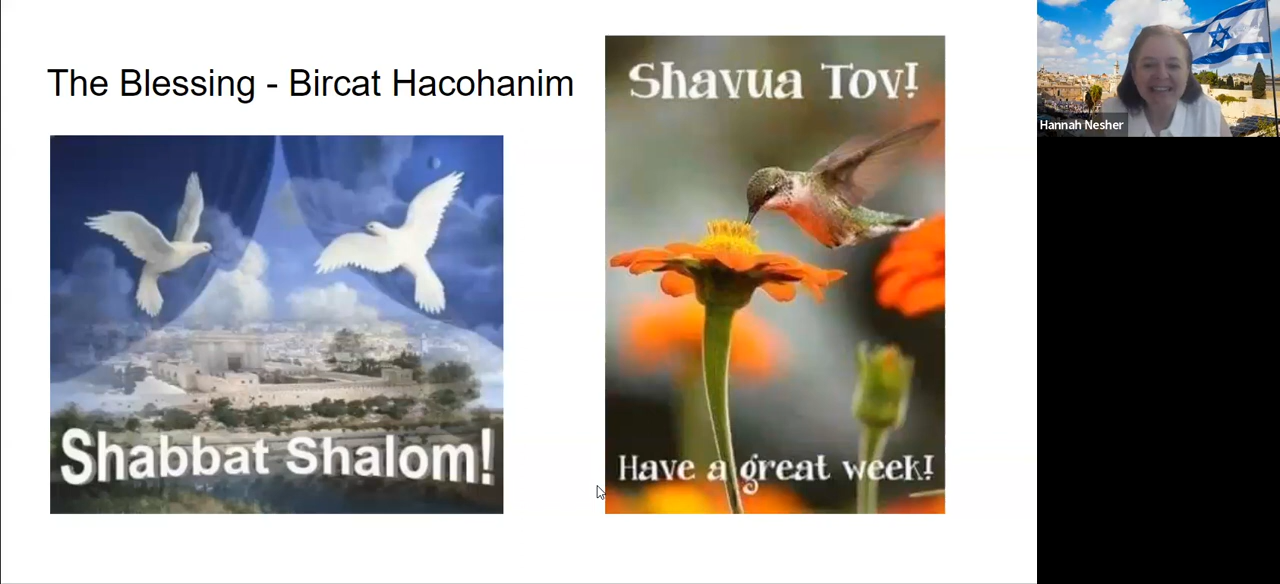 The Blessing - Bircat Hacohanim
Shabbat Shalom!
Shavua Tov!
Have a great week!
Hannah Nesher